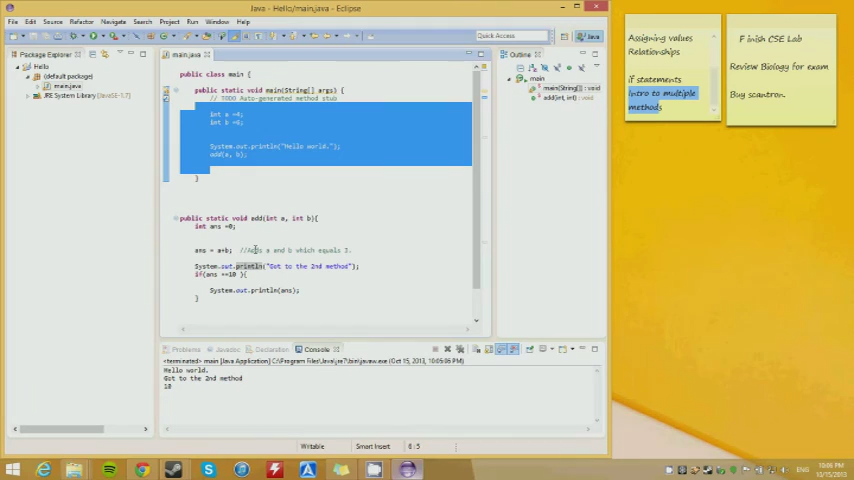 Java - Hello/main.java - Eclipse
File Edit Source Refactor Navigate Search Project Run Window Help
Quick Access
Java
Package Explorer
Hello
(default package)
main.java
JRE System Library [JavaSE-1.7]
main.java
public class main {
public static void main(String[] args) {
// TODO Auto-generated method stub
int a =4;
int b =6;
System.out.println("Hello world.");
add(a, b);
}
public static void add(int a, int b){
int ans =0;
ans = a+b; //Adds a and b which equals 3.
System.out.println("Got to the 2nd method");
if(ans ==10 ){
System.out.println(ans);
}
Outline
main
main(String[]) : void
add(int, int) : void
Problems Javadoc Declaration Console
<terminated> main [Java Application] C:\Program Files\Java\jre7\bin\javaw.exe (Oct 15, 2013, 10:05:06 PM)
Hello world.
Got to the 2nd method
10
Writable Smart Insert 6 : 5
Assigning values
Relationships
if statements
Intro to multiple
methods
F inish CSE Lab
Review Biology for exam
Buy scantron.
ENG
10:06 PM
10/15/2013